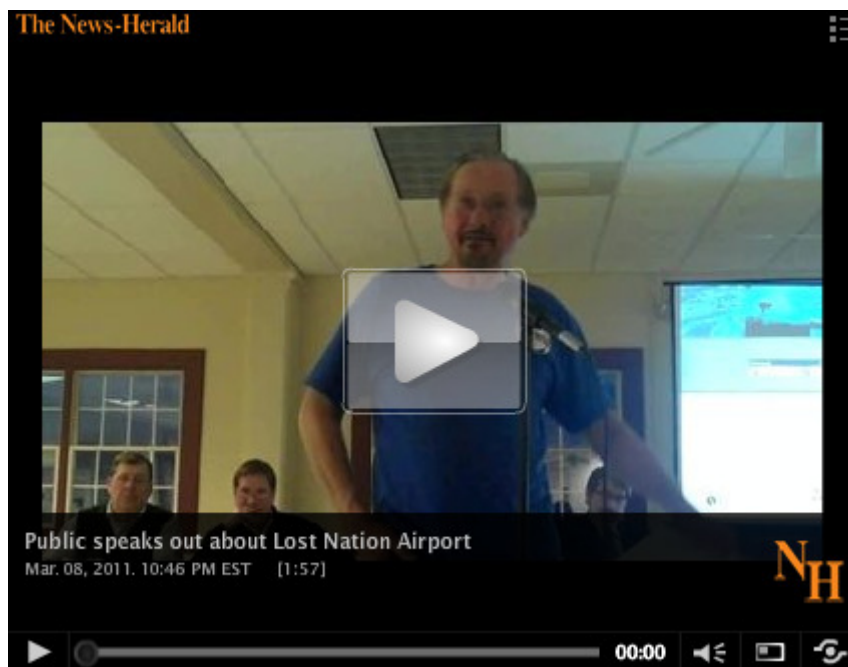 The News-Herald
Public speaks out about Lost Nation Airport
Mar. 08, 2011. 10:46 PM EST [1:57]
NH
00:00